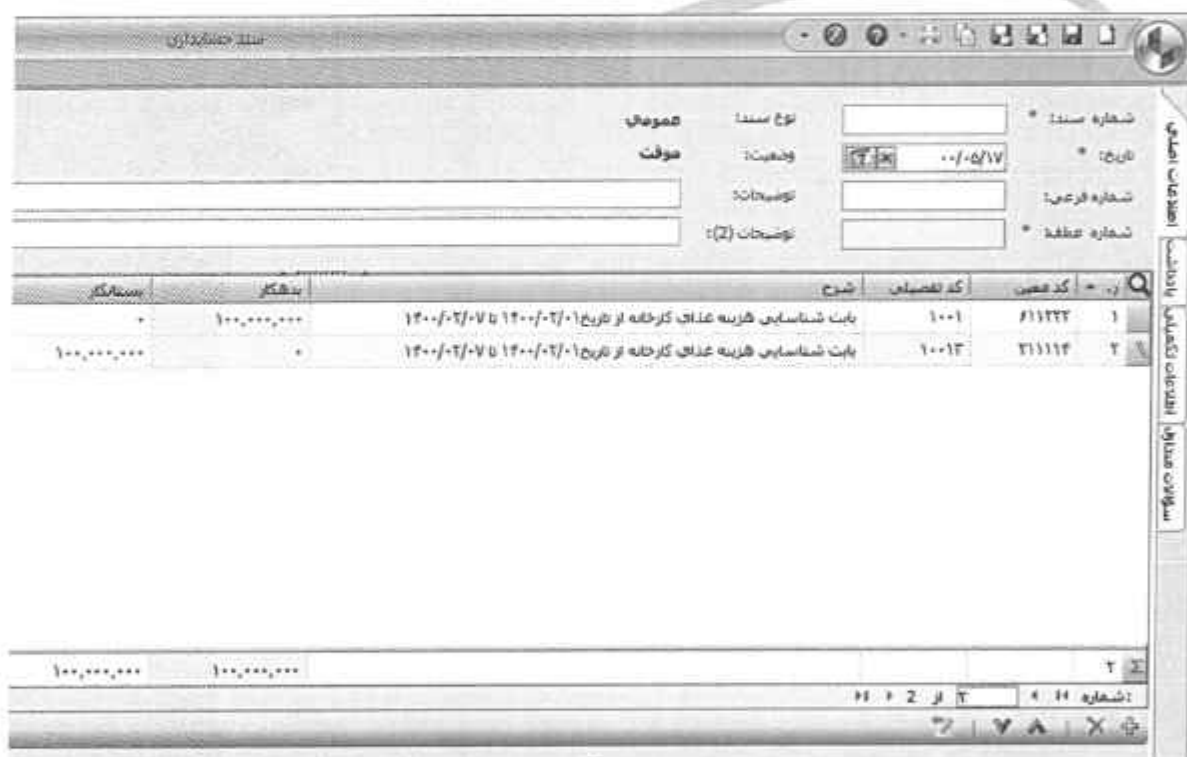 سند حسابداری
شماره سند: *
نوع سند: عمومی
تاریخ: * ۰۰/۰۵/۱۷
وضعیت: موقت
شماره فرعی:
توضیحات:
شماره عطف: *
توضیحات (2):
اطلاعات اصلی
یادداشت
اطلاعات تکمیلی
سوالات متداول
ر. کد معین کد تفصیلی شرح بدهکار بستانکار
۱ ۶۱۱۲۲۲ ۱۰۰۱ بابت شناسایی هزینه غذای کارخانه از تاریخ۱۴۰۰/۰۲/۰۱ تا ۱۴۰۰/۰۲/۰۷ ۱۰۰,۰۰۰,۰۰۰ ۰
۲ ۲۱۱۱۱۴ ۱۰۰۱۳ بابت شناسایی هزینه غذای کارخانه از تاریخ۱۴۰۰/۰۲/۰۱ تا ۱۴۰۰/۰۲/۰۷ ۰ ۱۰۰,۰۰۰,۰۰۰
Σ ۲ ۱۰۰,۰۰۰,۰۰۰ ۱۰۰,۰۰۰,۰۰۰
شماره: ۲ از 2